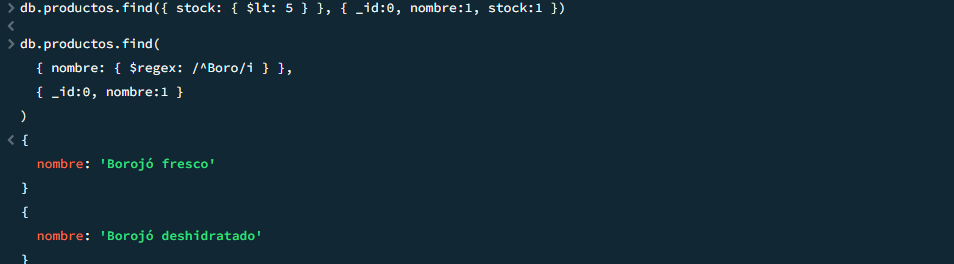 > db.productos.find({ stock: { $lt: 5 } }, { _id:0, nombre:1, stock:1 })
<
> db.productos.find(
{ nombre: { $regex: /^Boro/i } },
{ _id:0, nombre:1 }
)
< {
nombre: 'Borojó fresco'
}
{
nombre: 'Borojó deshidratado'
}